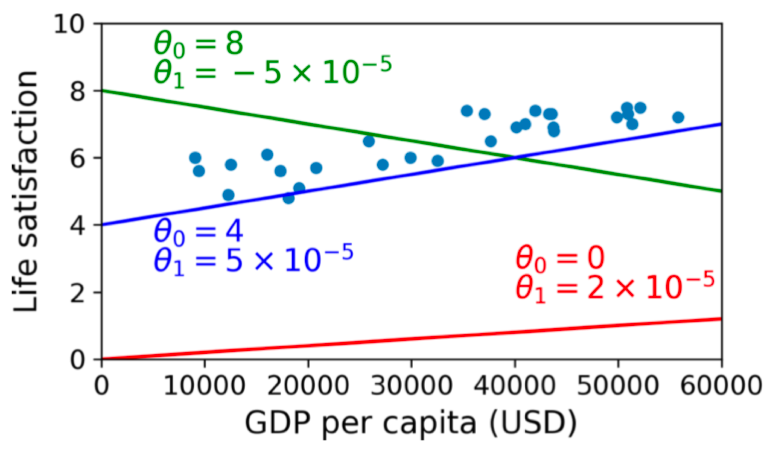 10
θ₀ = 8
θ₁ = −5 × 10⁻⁵
8
6
4
θ₀ = 4
θ₁ = 5 × 10⁻⁵
θ₀ = 0
θ₁ = 2 × 10⁻⁵
2
0
Life satisfaction
0 10000 20000 30000 40000 50000 60000
GDP per capita (USD)